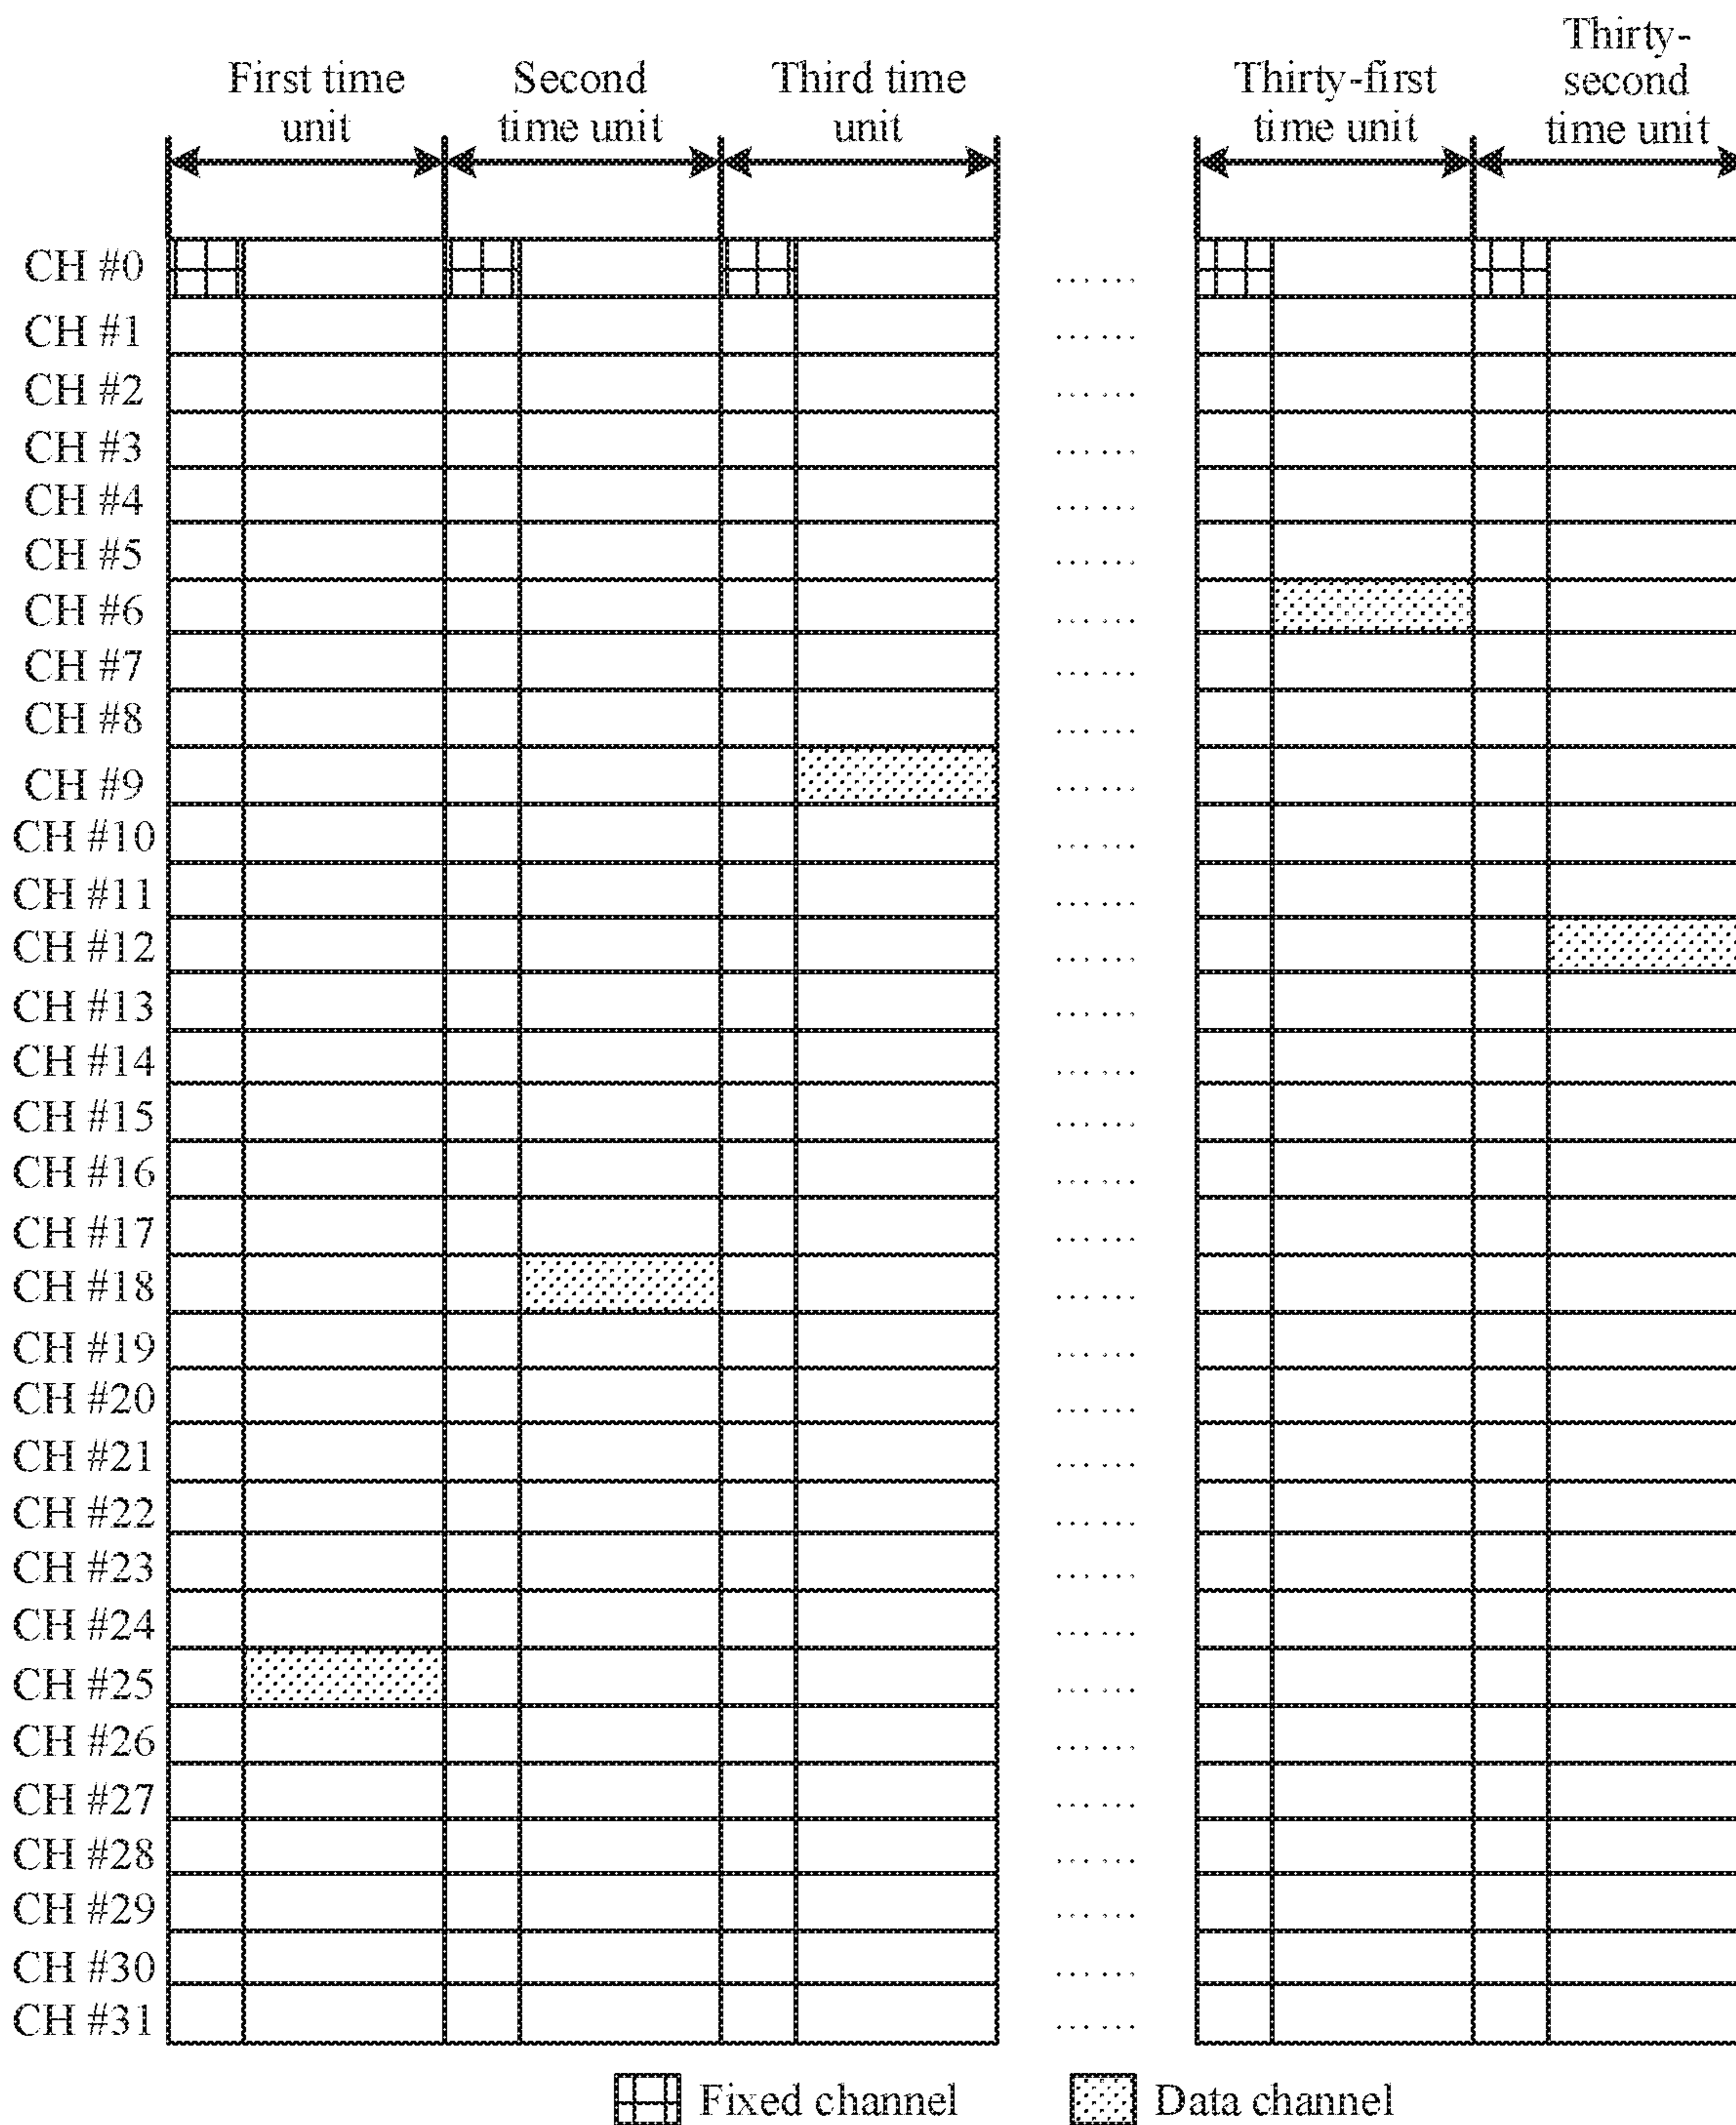 First time
unit
Second
time unit
Third time
unit
Thirty-first
time unit
Thirty-
second
time unit
CH #0 ......
CH #1 ......
CH #2 ......
CH #3 ......
CH #4 ......
CH #5 ......
CH #6 ......
CH #7 ......
CH #8 ......
CH #9 ......
CH #10 ......
CH #11 ......
CH #12 ......
CH #13 ......
CH #14 ......
CH #15 ......
CH #16 ......
CH #17 ......
CH #18 ......
CH #19 ......
CH #20 ......
CH #21 ......
CH #22 ......
CH #23 ......
CH #24 ......
CH #25 ......
CH #26 ......
CH #27 ......
CH #28 ......
CH #29 ......
CH #30 ......
CH #31 ......
Fixed channel
Data channel